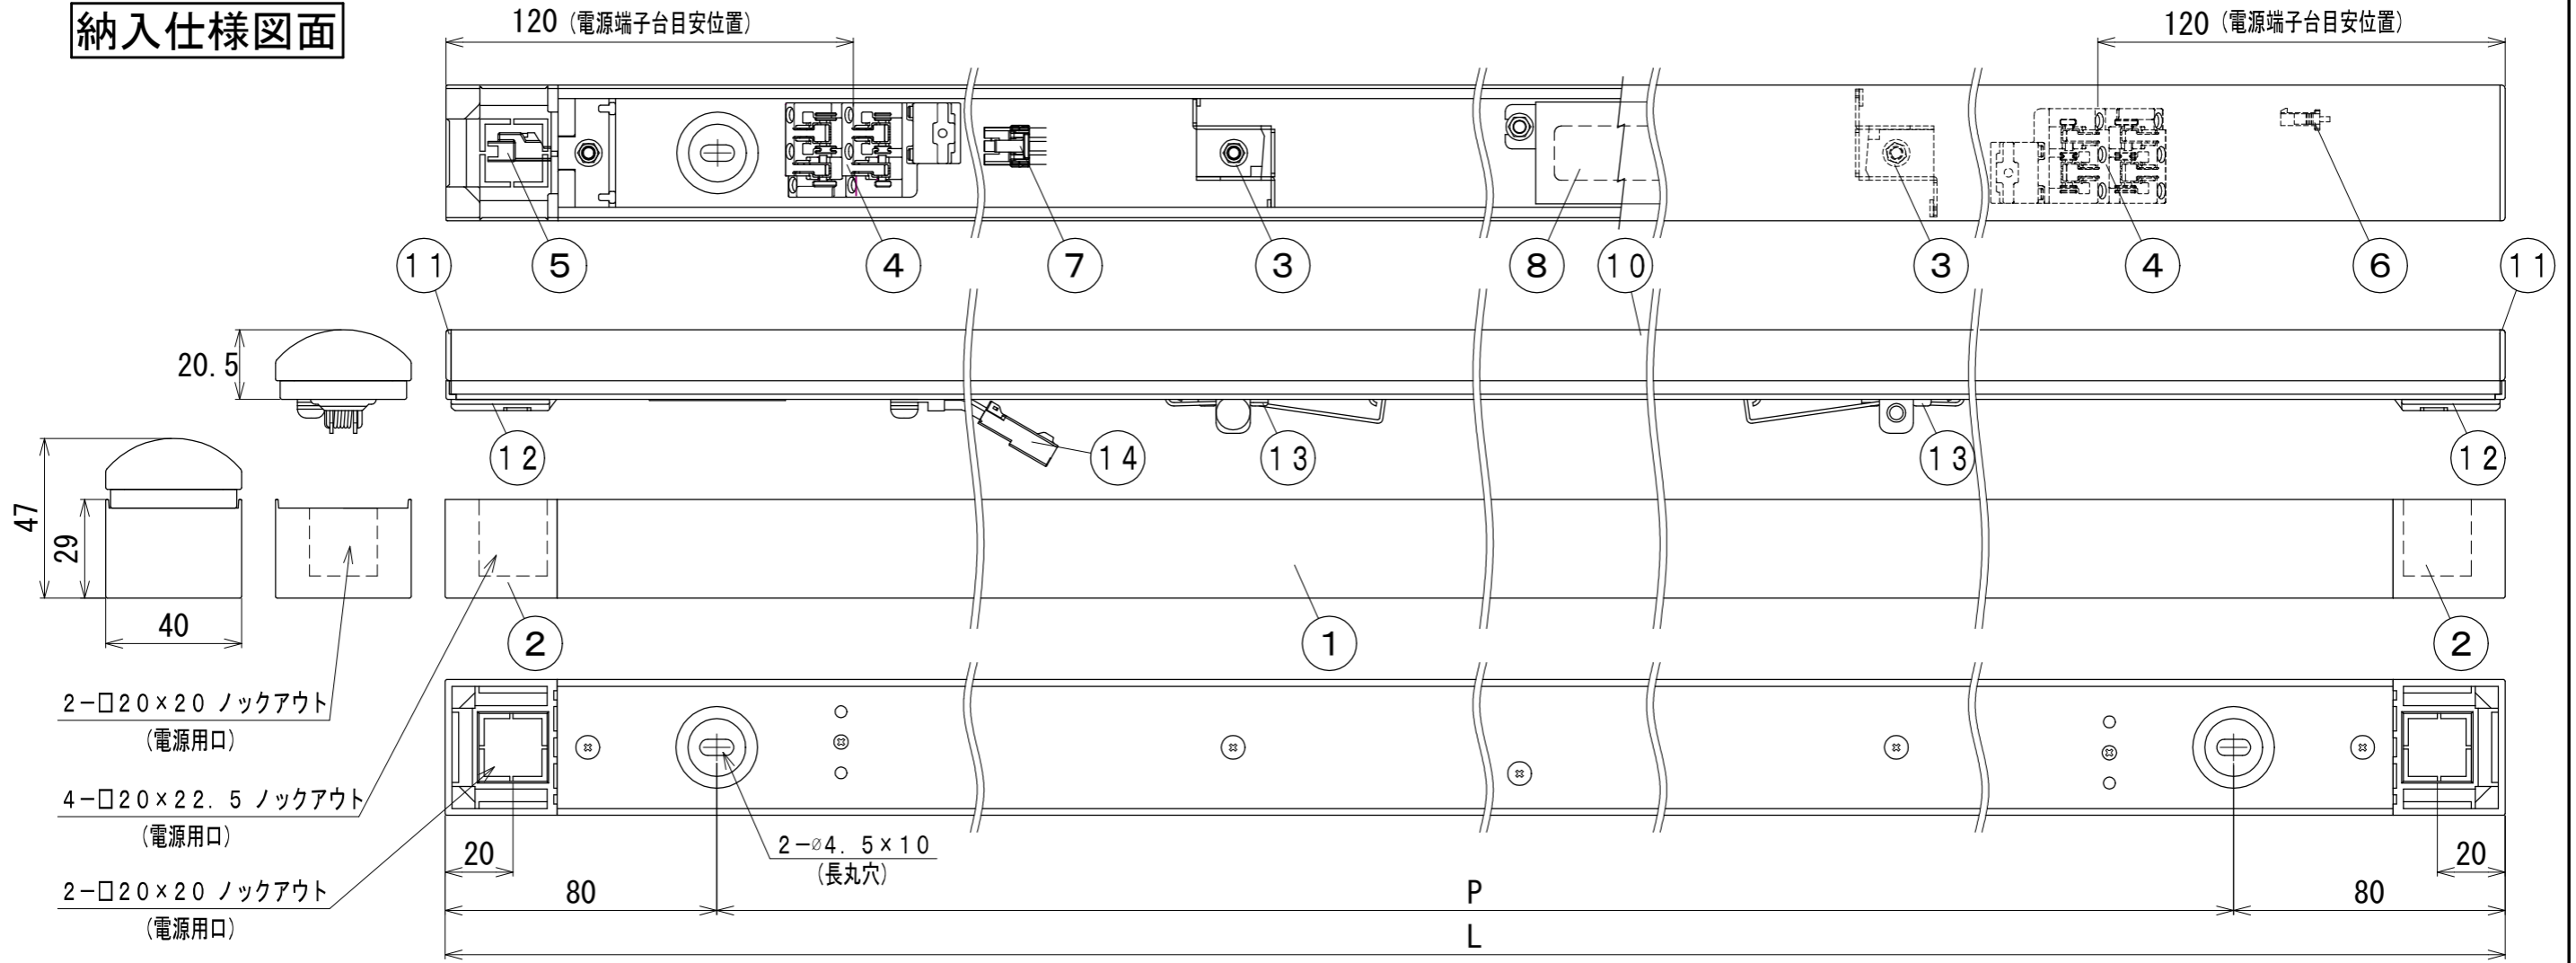 納入仕様図面
120 (電源端子台目安位置)
120 (電源端子台目安位置)
11
5
4
7
3
8
10
3
4
6
11
20.5
12
14
13
13
12
47
29
40
2
1
2
2-□20×20 ノックアウト
(電源用口)
4-□20×22.5 ノックアウト
(電源用口)
2-□20×20 ノックアウト
(電源用口)
2-⌀4.5×10
(長丸穴)
20
20
80
P
80
L